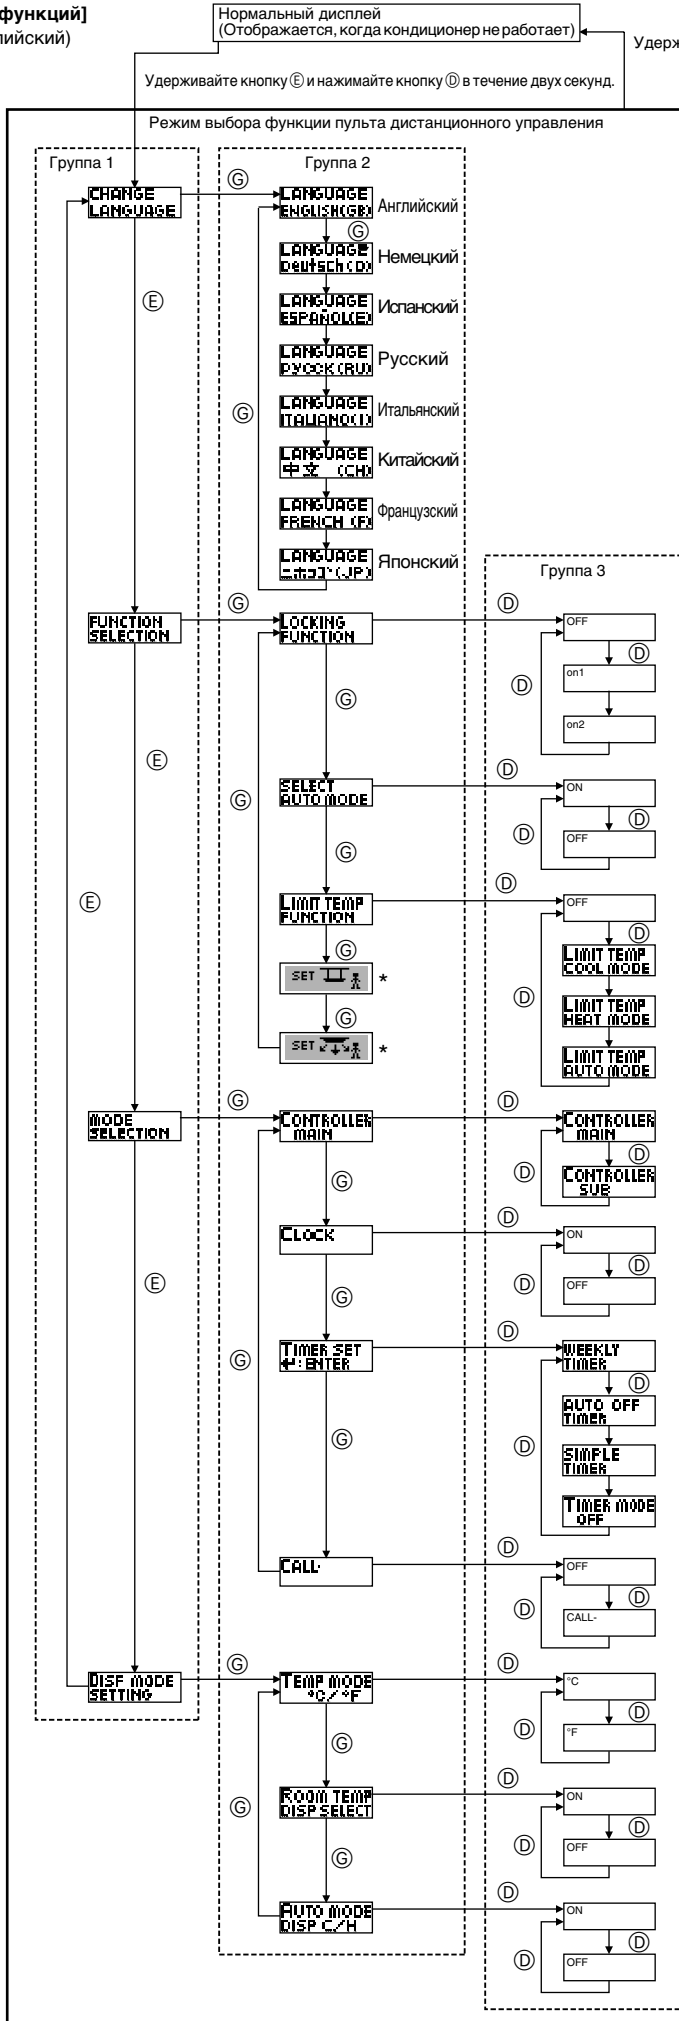 функций]
лийский)
Нормальный дисплей
(Отображается, когда кондиционер не работает)
Удерж
Удерживайте кнопку Ⓔ и нажимайте кнопку Ⓓ в течение двух секунд.
Режим выбора функции пульта дистанционного управления
Группа 1
Группа 2
CHANGE
LANGUAGE
Ⓖ
LANGUAGE
ENGLISH(GB)
Английский
Ⓖ
LANGUAGE
Deutsch(D)
Немецкий
Ⓔ
LANGUAGE
ESPAÑOL(E)
Испанский
LANGUAGE
РУССК(RU)
Русский
Ⓖ
LANGUAGE
ITALIANO(I)
Итальянский
LANGUAGE
中文 (CH)
Китайский
LANGUAGE
FRENCH (F)
Французский
LANGUAGE
ニホンゴ(JP)
Японский
Группа 3
FUNCTION
SELECTION
Ⓖ
LOCKING
FUNCTION
Ⓓ
OFF
Ⓓ
on1
Ⓓ
on2
Ⓖ
Ⓔ
Ⓖ
SELECT
AUTO MODE
Ⓓ
ON
Ⓓ
Ⓓ
OFF
Ⓖ
Ⓔ
LIMIT TEMP
FUNCTION
Ⓓ
OFF
Ⓓ
LIMIT TEMP
COOL MODE
Ⓖ
SET
*
Ⓓ
LIMIT TEMP
HEAT MODE
Ⓖ
SET
*
LIMIT TEMP
AUTO MODE
MODE
SELECTION
Ⓖ
CONTROLLER
MAIN
Ⓓ
CONTROLLER
MAIN
Ⓓ
Ⓓ
CONTROLLER
SUB
Ⓖ
CLOCK
Ⓓ
ON
Ⓓ
Ⓓ
OFF
Ⓔ
Ⓖ
Ⓖ
TIMER SET
↵:ENTER
Ⓓ
WEEKLY
TIMER
Ⓓ
AUTO OFF
TIMER
Ⓖ
Ⓓ
SIMPLE
TIMER
TIMER MODE
OFF
CALL-
Ⓓ
OFF
Ⓓ
Ⓓ
CALL-
DISP MODE
SETTING
Ⓖ
TEMP MODE
°C/°F
Ⓓ
°C
Ⓓ
Ⓓ
°F
Ⓖ
Ⓖ
ROOM TEMP
DISP SELECT
Ⓓ
ON
Ⓓ
Ⓓ
OFF
Ⓖ
AUTO MODE
DISP C/H
Ⓓ
ON
Ⓓ
Ⓓ
OFF